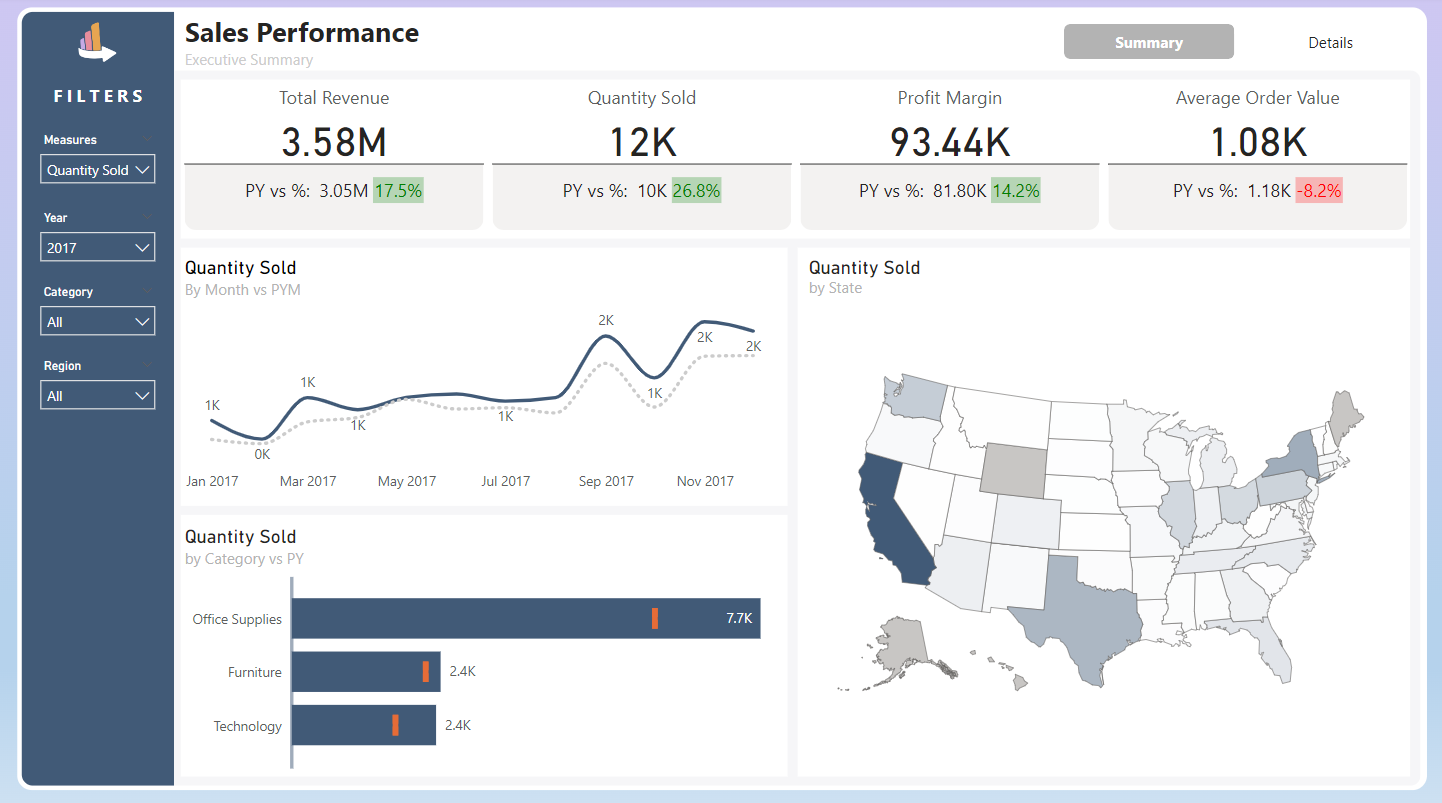 Sales Performance
Executive Summary
Summary
Details
FILTERS
Measures
Quantity Sold
Year
2017
Category
All
Region
All
Total Revenue
3.58M
PY vs %: 3.05M 17.5%
Quantity Sold
12K
PY vs %: 10K 26.8%
Profit Margin
93.44K
PY vs %: 81.80K 14.2%
Average Order Value
1.08K
PY vs %: 1.18K -8.2%
Quantity Sold
By Month vs PYM
1K
0K
1K
1K
1K
2K
1K
2K
2K
Jan 2017
Mar 2017
May 2017
Jul 2017
Sep 2017
Nov 2017
Quantity Sold
by Category vs PY
Office Supplies
7.7K
Furniture
2.4K
Technology
2.4K
Quantity Sold
by State